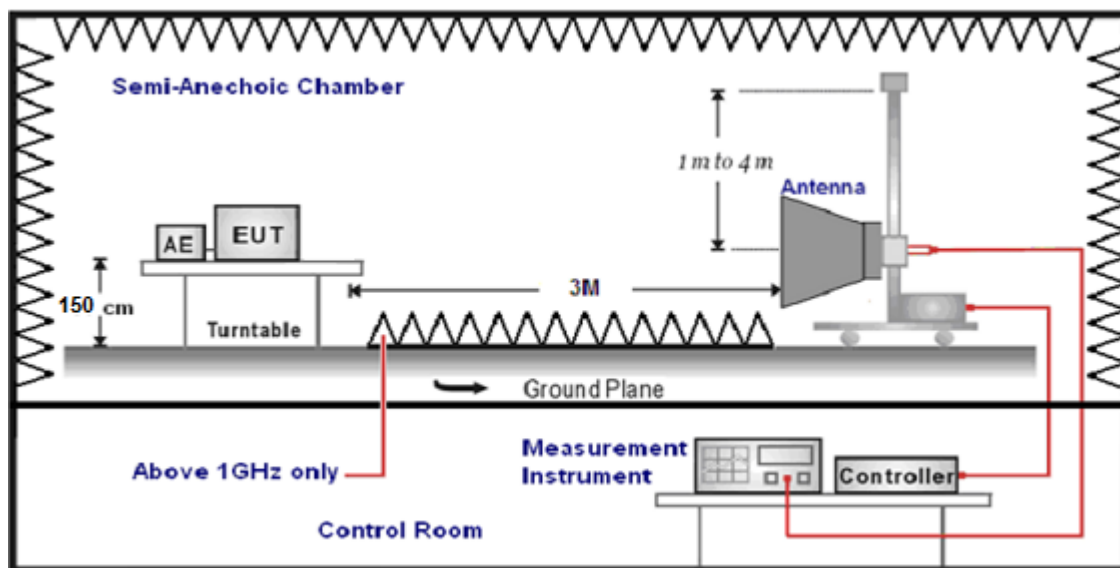 Semi-Anechoic Chamber
1 m to 4 m
Antenna
AE
EUT
150 cm
3M
Turntable
Ground Plane
Above 1GHz only
Measurement
Instrument
Controller
Control Room